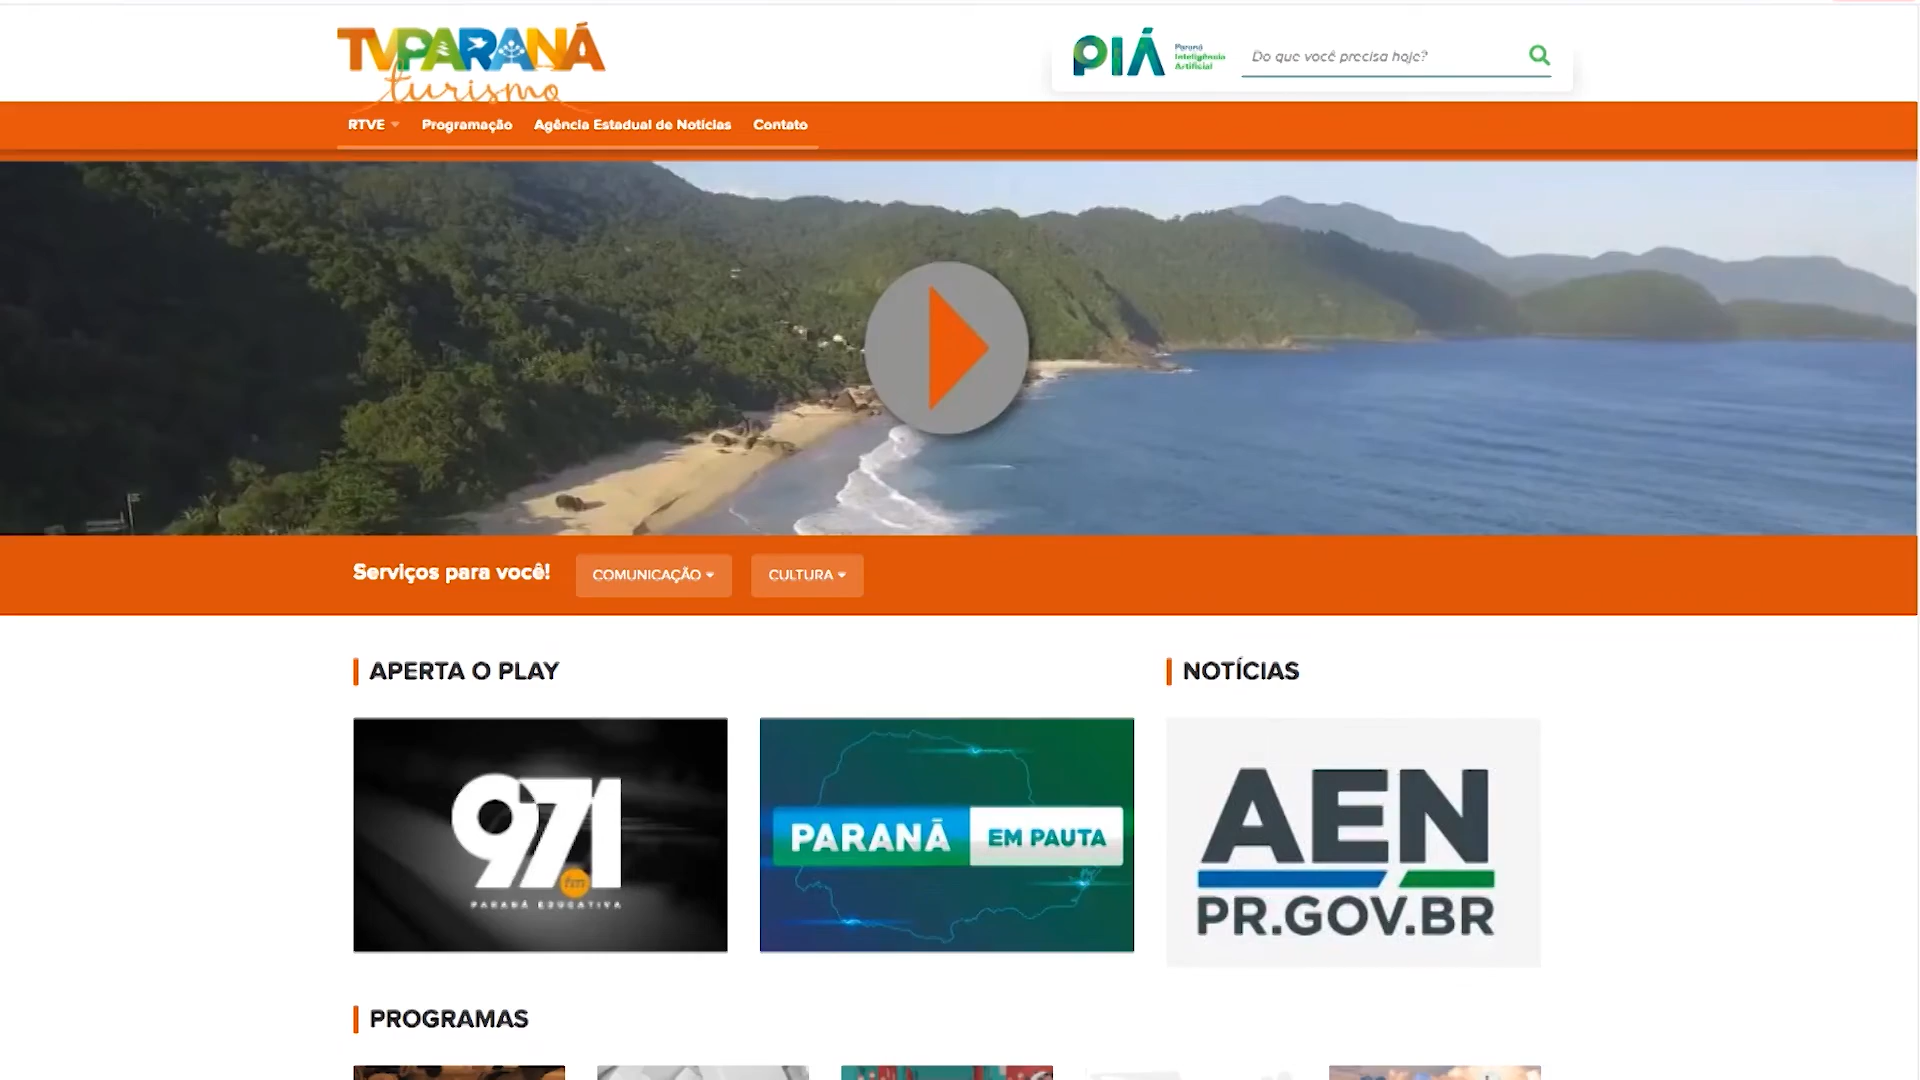 TVPARANÁ
turismo
PIÁ
Paraná
Inteligência
Artificial
Do que você precisa hoje?
RTVE
Programação
Agência Estadual de Notícias
Contato
Serviços para você!
COMUNICAÇÃO
CULTURA
APERTA O PLAY
NOTÍCIAS
97.1
fm
PARANÁ EDUCATIVA
PARANÁ
EM PAUTA
AEN
PR.GOV.BR
PROGRAMAS